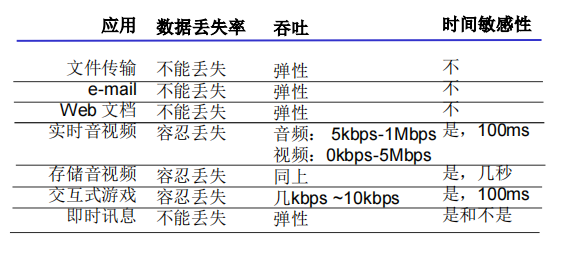 应用 数据丢失率 吞吐 时间敏感性
文件传输 不能丢失 弹性 不
e-mail 不能丢失 弹性 不
Web 文档 不能丢失 弹性 不
实时音视频 容忍丢失 音频： 5kbps-1Mbps 是，100ms
视频：0kbps-5Mbps
存储音视频 容忍丢失 同上 是，几秒
交互式游戏 容忍丢失 几kbps ~10kbps 是，100ms
即时讯息 不能丢失 弹性 是和不是